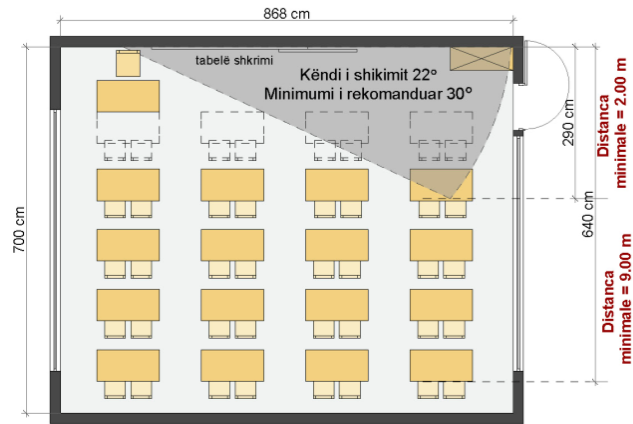 868 cm
tabelë shkrimi
Këndi i shikimit 22°
Minimumi i rekomanduar 30°
290 cm
Distanca
minimale = 2.00 m
700 cm
640 cm
Distanca
minimale = 9.00 m